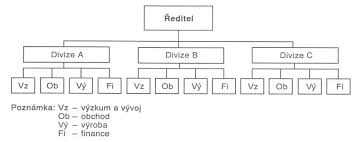 Ředitel
Divize A Divize B Divize C
Vz Ob Vý Fi Vz Ob Vý Fi Vz Ob Vý Fi
Poznámka: Vz – výzkum a vývoj
Ob – obchod
Vý – výroba
Fi – finance